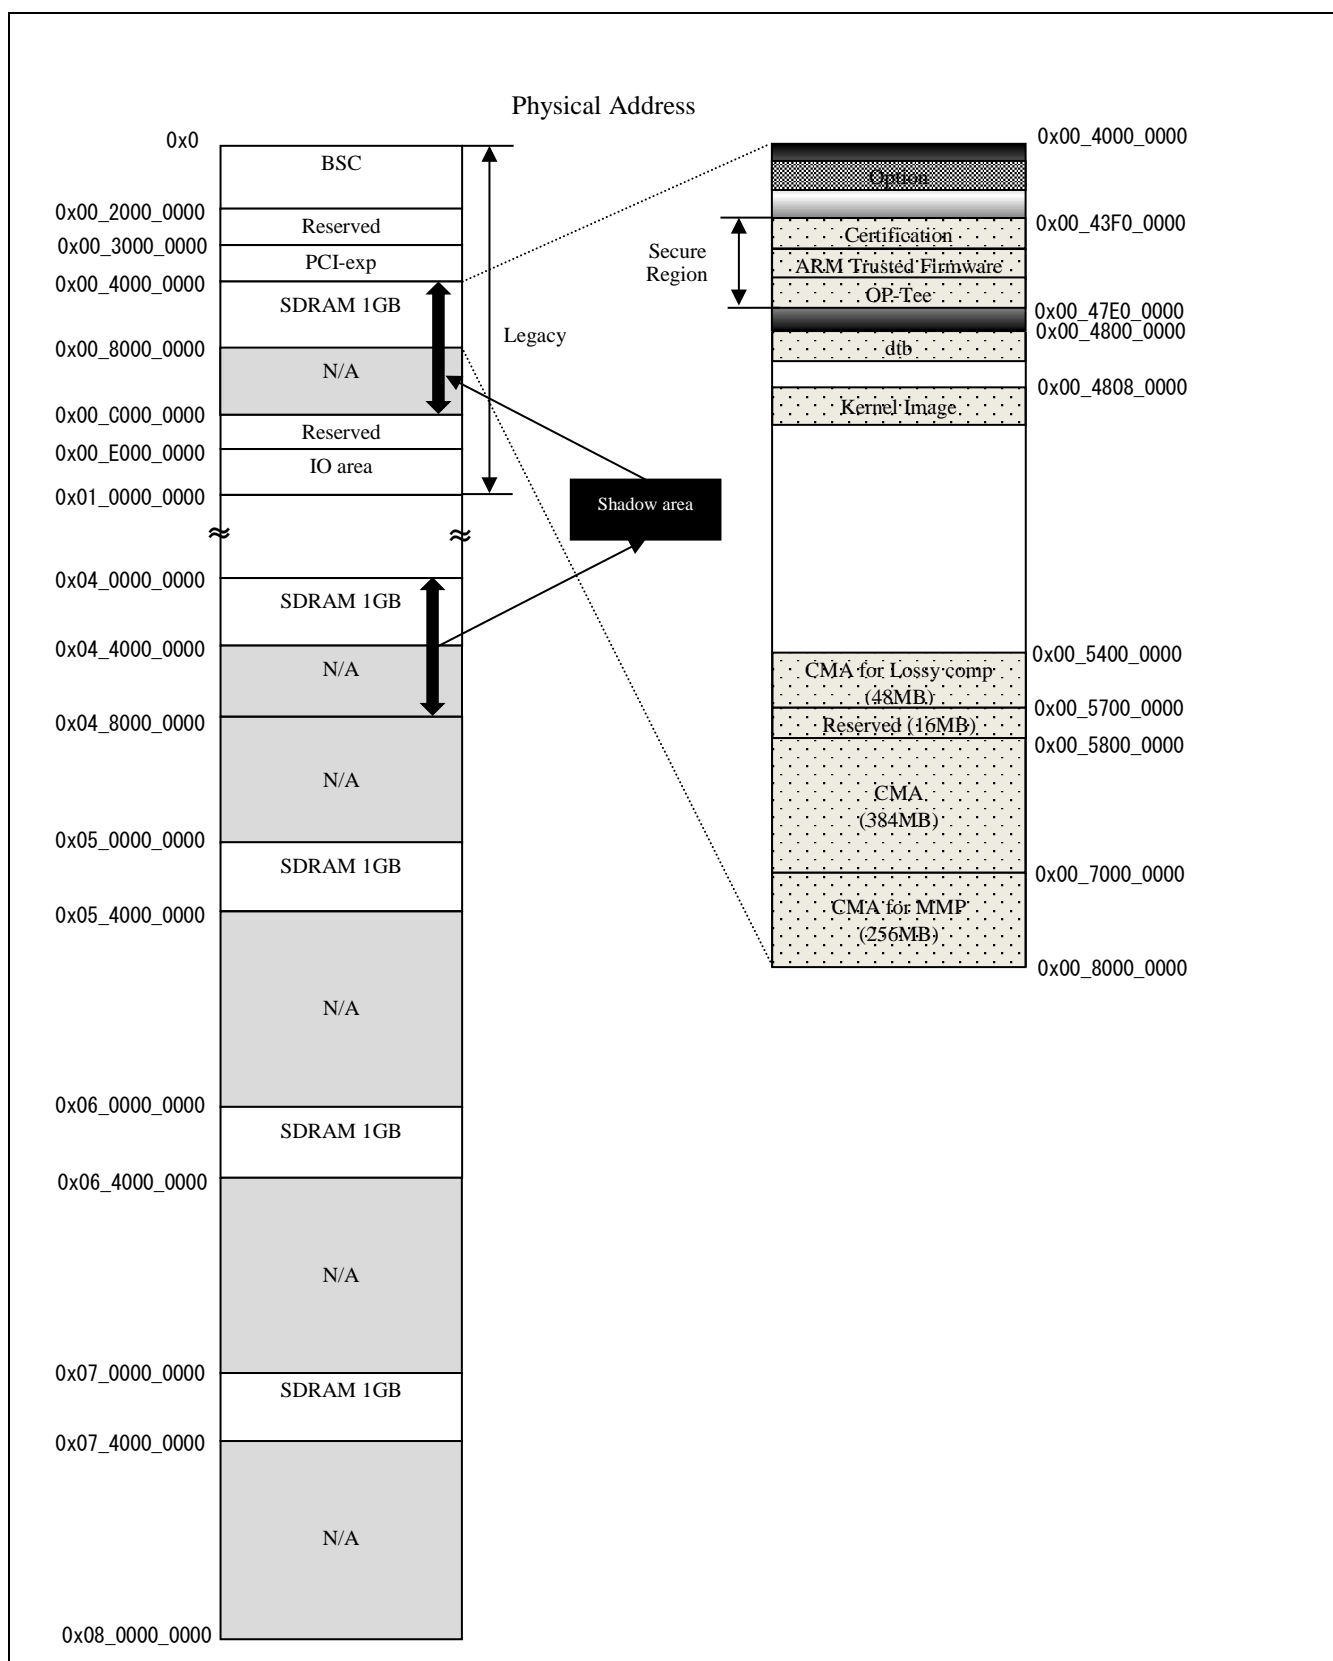 Physical Address
0x0
BSC
0x00_2000_0000
Reserved
0x00_3000_0000
PCI-exp
0x00_4000_0000
SDRAM 1GB
0x00_8000_0000
N/A
0x00_C000_0000
Reserved
0x00_E000_0000
IO area
0x01_0000_0000
Legacy
Shadow area
0x04_0000_0000
SDRAM 1GB
0x04_4000_0000
N/A
0x04_8000_0000
N/A
0x05_0000_0000
SDRAM 1GB
0x05_4000_0000
N/A
0x06_0000_0000
SDRAM 1GB
0x06_4000_0000
N/A
0x07_0000_0000
SDRAM 1GB
0x07_4000_0000
N/A
0x08_0000_0000
0x00_4000_0000
Option
0x00_43F0_0000
Secure
Region
Certification
ARM Trusted Firmware
OP-Tee
0x00_47E0_0000
0x00_4800_0000
dtb
0x00_4808_0000
Kernel Image
0x00_5400_0000
CMA for Lossy comp
(48MB)
0x00_5700_0000
Reserved (16MB)
0x00_5800_0000
CMA
(384MB)
0x00_7000_0000
CMA for MMP
(256MB)
0x00_8000_0000